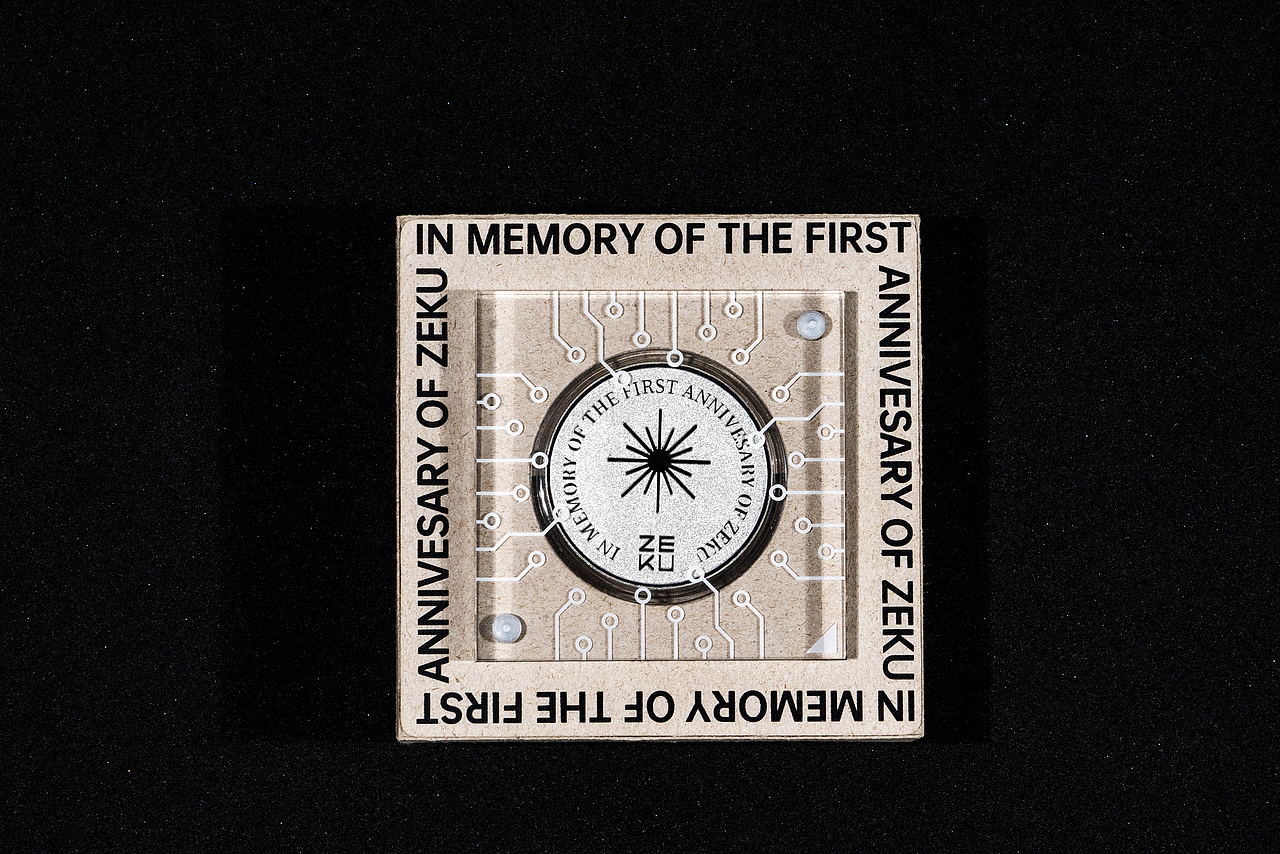 IN MEMORY OF THE FIRST
ANNIVESARY OF ZEKU
IN MEMORY OF THE FIRST
ANNIVESARY OF ZEKU
IN MEMORY OF THE FIRST ANNIVESARY OF ZEKU
ZE
KU